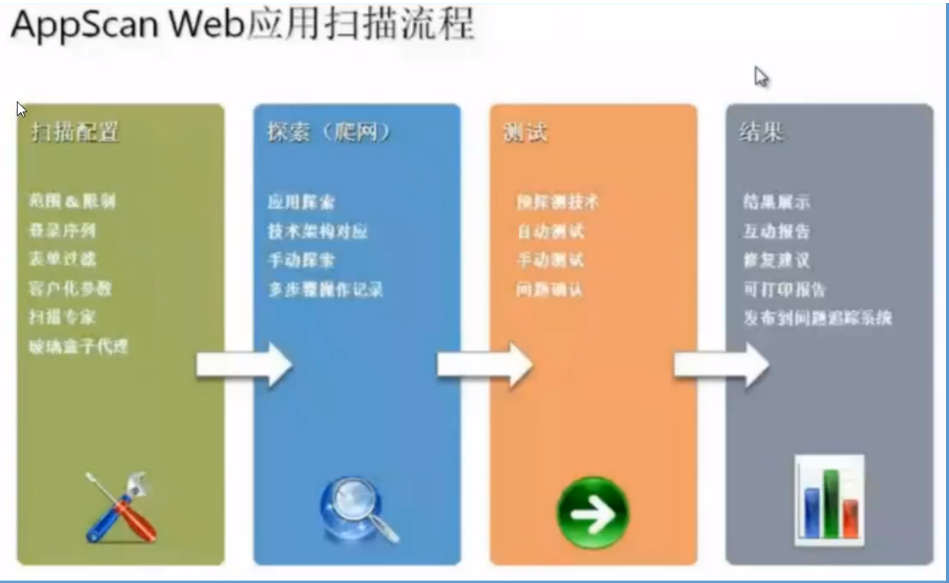 AppScan Web应用扫描流程
扫描配置
范围&限制
登录序列
表单过滤
客户化参数
扫描专家
玻璃盒子代理
探索（爬网）
应用探索
技术架构对应
手动探索
多步骤操作记录
测试
预探测技术
自动测试
手动测试
问题确认
结果
结果展示
互动报告
修复建议
可打印报告
发布到问题追踪系统